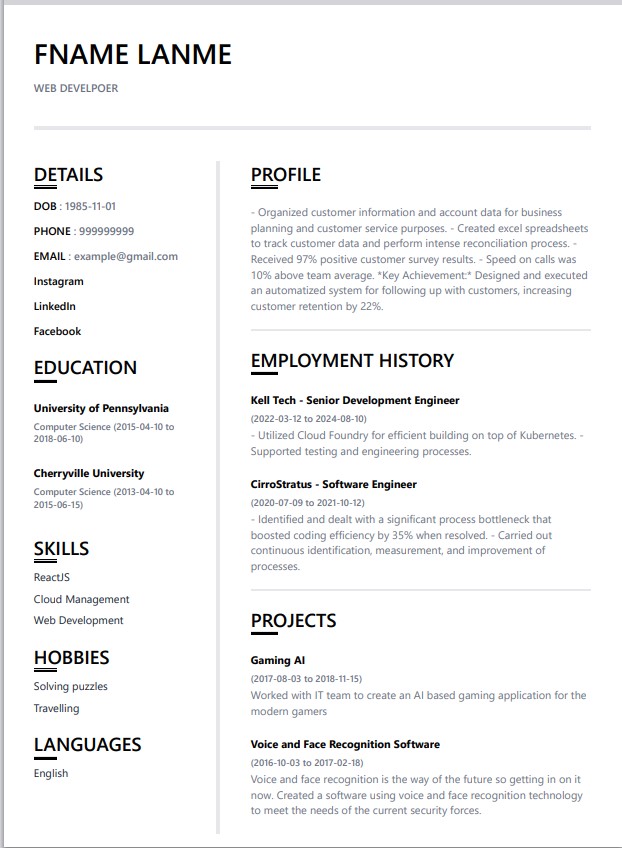 FNAME LANME
WEB DEVELPOER
DETAILS
DOB : 1985-11-01
PHONE : 999999999
EMAIL : example@gmail.com
Instagram
LinkedIn
Facebook
EDUCATION
University of Pennsylvania
Computer Science (2015-04-10 to
2018-06-10)
Cherryville University
Computer Science (2013-04-10 to
2015-06-15)
SKILLS
ReactJS
Cloud Management
Web Development
HOBBIES
Solving puzzles
Travelling
LANGUAGES
English
PROFILE
- Organized customer information and account data for business
planning and customer service purposes. - Created excel spreadsheets
to track customer data and perform intense reconciliation process. -
Received 97% positive customer survey results. - Speed on calls was
10% above team average. *Key Achievement:* Designed and executed
an automatized system for following up with customers, increasing
customer retention by 22%.
EMPLOYMENT HISTORY
Kell Tech - Senior Development Engineer
(2022-03-12 to 2024-08-10)
- Utilized Cloud Foundry for efficient building on top of Kubernetes. -
Supported testing and engineering processes.
CirroStratus - Software Engineer
(2020-07-09 to 2021-10-12)
- Identified and dealt with a significant process bottleneck that
boosted coding efficiency by 35% when resolved. - Carried out
continuous identification, measurement, and improvement of
processes.
PROJECTS
Gaming AI
(2017-08-03 to 2018-11-15)
Worked with IT team to create an AI based gaming application for the
modern gamers
Voice and Face Recognition Software
(2016-10-03 to 2017-02-18)
Voice and face recognition is the way of the future so getting in on it
now. Created a software using voice and face recognition technology
to meet the needs of the current security forces.